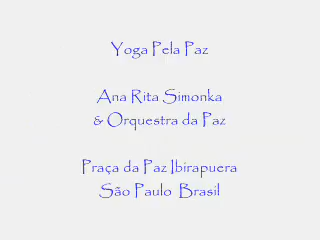 Yoga Pela Paz
Ana Rita Simonka
& Orquestra da Paz
Praça da Paz Ibirapuera
São Paulo Brasil